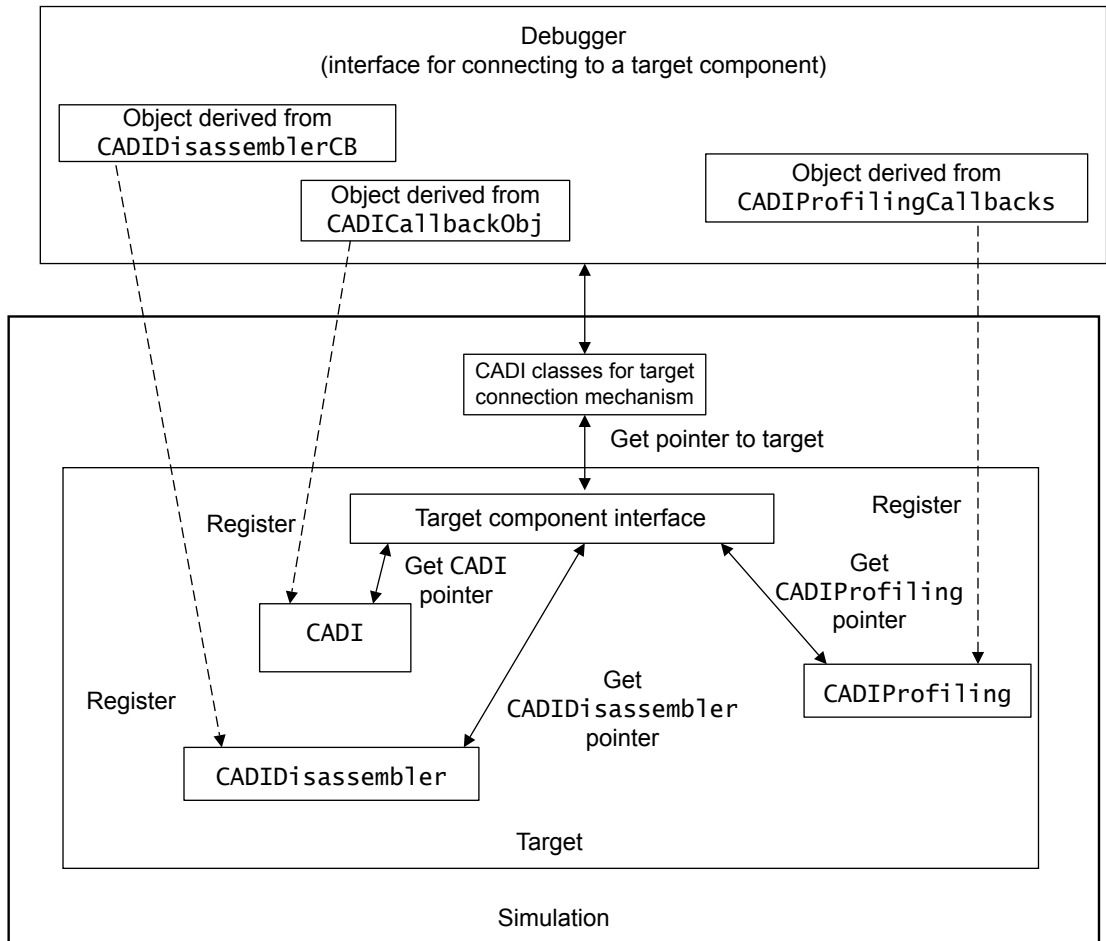 Debugger
(interface for connecting to a target component)
Object derived from
CADIDisassemblerCB
Object derived from
CADICallbackObj
Object derived from
CADIProfilingCallbacks
CADI classes for target
connection mechanism
Get pointer to target
Target component interface
Register
Get CADI
pointer
CADI
Register
Get
CADIProfiling
pointer
CADIProfiling
Register
Get
CADIDisassembler
pointer
CADIDisassembler
Target
Simulation